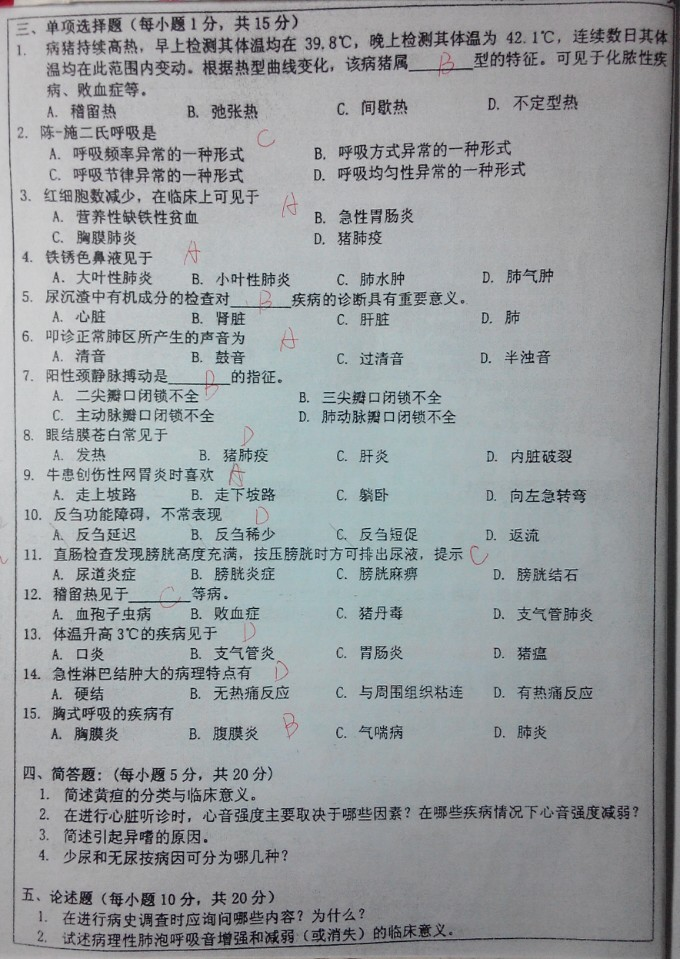 三、单项选择题（每小题1分，共15分）
1. 病猪持续高热，早上检测其体温均在 39.8℃，晚上检测其体温为 42.1℃，连续数日其体
温均在此范围内变动。根据热型曲线变化，该病猪属 B 型的特征。可见于化脓性疾
病、败血症等。
A. 稽留热 B. 弛张热 C. 间歇热 D. 不定型热
2. 陈-施二氏呼吸是 C
A. 呼吸频率异常的一种形式 B. 呼吸方式异常的一种形式
C. 呼吸节律异常的一种形式 D. 呼吸均匀性异常的一种形式
3. 红细胞数减少，在临床上可见于 A
A. 营养性缺铁性贫血 B. 急性胃肠炎
C. 胸膜肺炎 D. 猪肺疫
4. 铁锈色鼻液见于 A
A. 大叶性肺炎 B. 小叶性肺炎 C. 肺水肿 D. 肺气肿
5. 尿沉渣中有机成分的检查对 B 疾病的诊断具有重要意义。
A. 心脏 B. 肾脏 C. 肝脏 D. 肺
6. 叩诊正常肺区所产生的声音为 A
A. 清音 B. 鼓音 C. 过清音 D. 半浊音
7. 阳性颈静脉搏动是 B 的指征。
A. 二尖瓣口闭锁不全 B. 三尖瓣口闭锁不全
C. 主动脉瓣口闭锁不全 D. 肺动脉瓣口闭锁不全
8. 眼结膜苍白常见于 D
A. 发热 B. 猪肺疫 C. 肝炎 D. 内脏破裂
9. 牛患创伤性网胃炎时喜欢 A
A. 走上坡路 B. 走下坡路 C. 躺卧 D. 向左急转弯
10. 反刍功能障碍，不常表现 D
A. 反刍延迟 B. 反刍稀少 C. 反刍短促 D. 返流
11. 直肠检查发现膀胱高度充满，按压膀胱时方可排出尿液，提示 C
A. 尿道炎症 B. 膀胱炎症 C. 膀胱麻痹 D. 膀胱结石
12. 稽留热见于 C 等病。
A. 血孢子虫病 B. 败血症 C. 猪丹毒 D. 支气管肺炎
13. 体温升高 3℃的疾病见于 D
A. 口炎 B. 支气管炎 C. 胃肠炎 D. 猪瘟
14. 急性淋巴结肿大的病理特点有 D
A. 硬结 B. 无热痛反应 C. 与周围组织粘连 D. 有热痛反应
15. 胸式呼吸的疾病有
A. 胸膜炎 B. 腹膜炎 B C. 气喘病 D. 肺炎
四、简答题：(每小题5分，共20分)
1. 简述黄疸的分类与临床意义。
2. 在进行心脏听诊时，心音强度主要取决于哪些因素？在哪些疾病情况下心音强度减弱？
3. 简述引起异嗜的原因。
4. 少尿和无尿按病因可分为哪几种？
五、论述题（每小题10分，共20分）
1. 在进行病史调查时应询问哪些内容？为什么？
2. 试述病理性肺泡呼吸音增强和减弱（或消失）的临床意义。